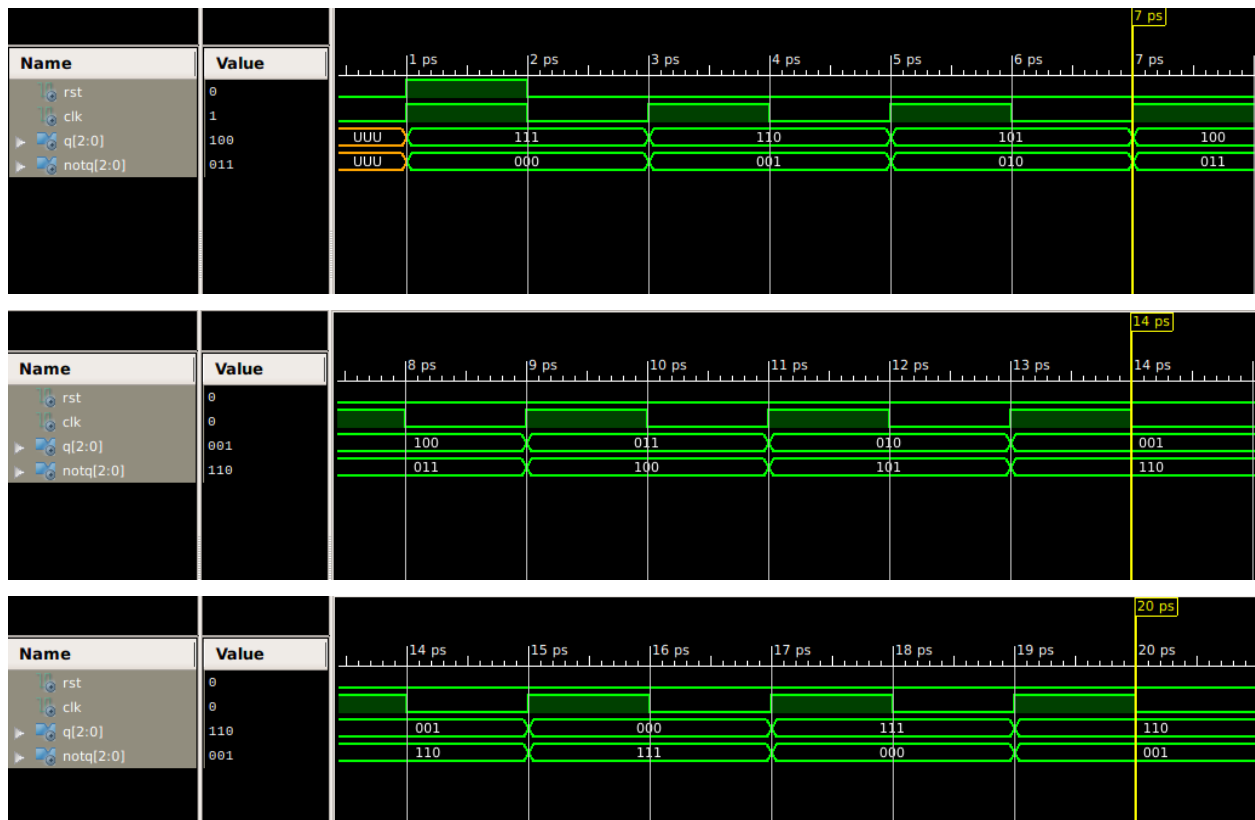 7 ps
Name Value 1 ps 2 ps 3 ps 4 ps 5 ps 6 ps 7 ps
rst 0
clk 1
q[2:0] 100 UUU 111 110 101 100
notq[2:0] 011 UUU 000 001 010 011
14 ps
Name Value 8 ps 9 ps 10 ps 11 ps 12 ps 13 ps 14 ps
rst 0
clk 0
q[2:0] 001 100 011 010 001
notq[2:0] 110 011 100 101 110
20 ps
Name Value 14 ps 15 ps 16 ps 17 ps 18 ps 19 ps 20 ps
rst 0
clk 0
q[2:0] 110 001 000 111 110
notq[2:0] 001 110 111 000 001